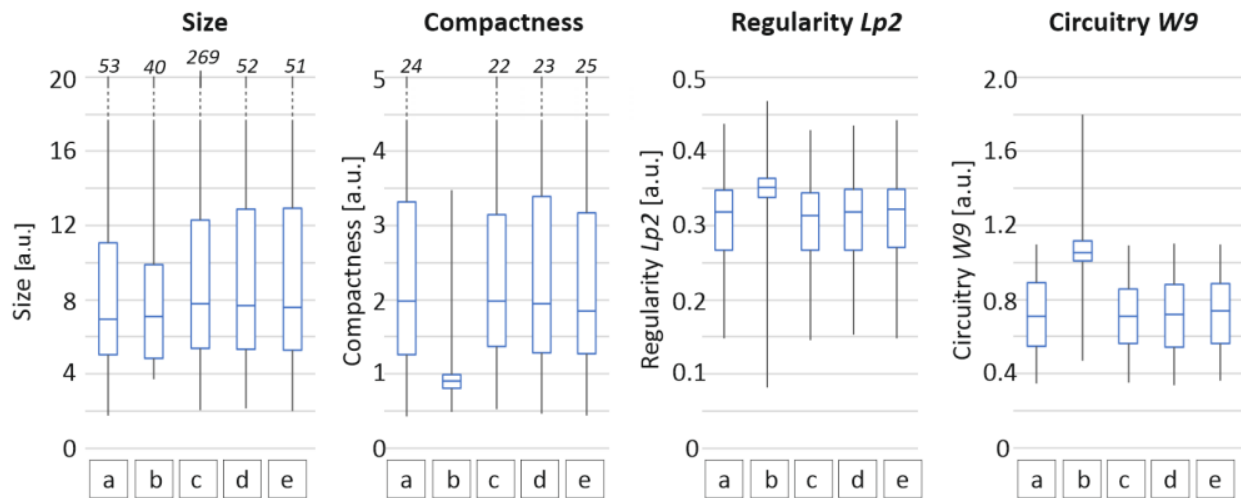 Size
Compactness
Regularity Lp2
Circuitry W9
53 40 269 52 51
20
16
12
8
4
0
Size [a.u.]
a b c d e
24 22 23 25
5
4
3
2
1
0
Compactness [a.u.]
a b c d e
0.5
0.4
0.3
0.2
0.1
0
Regularity Lp2 [a.u.]
a b c d e
2.0
1.6
1.2
0.8
0.4
0
Circuitry W9 [a.u.]
a b c d e